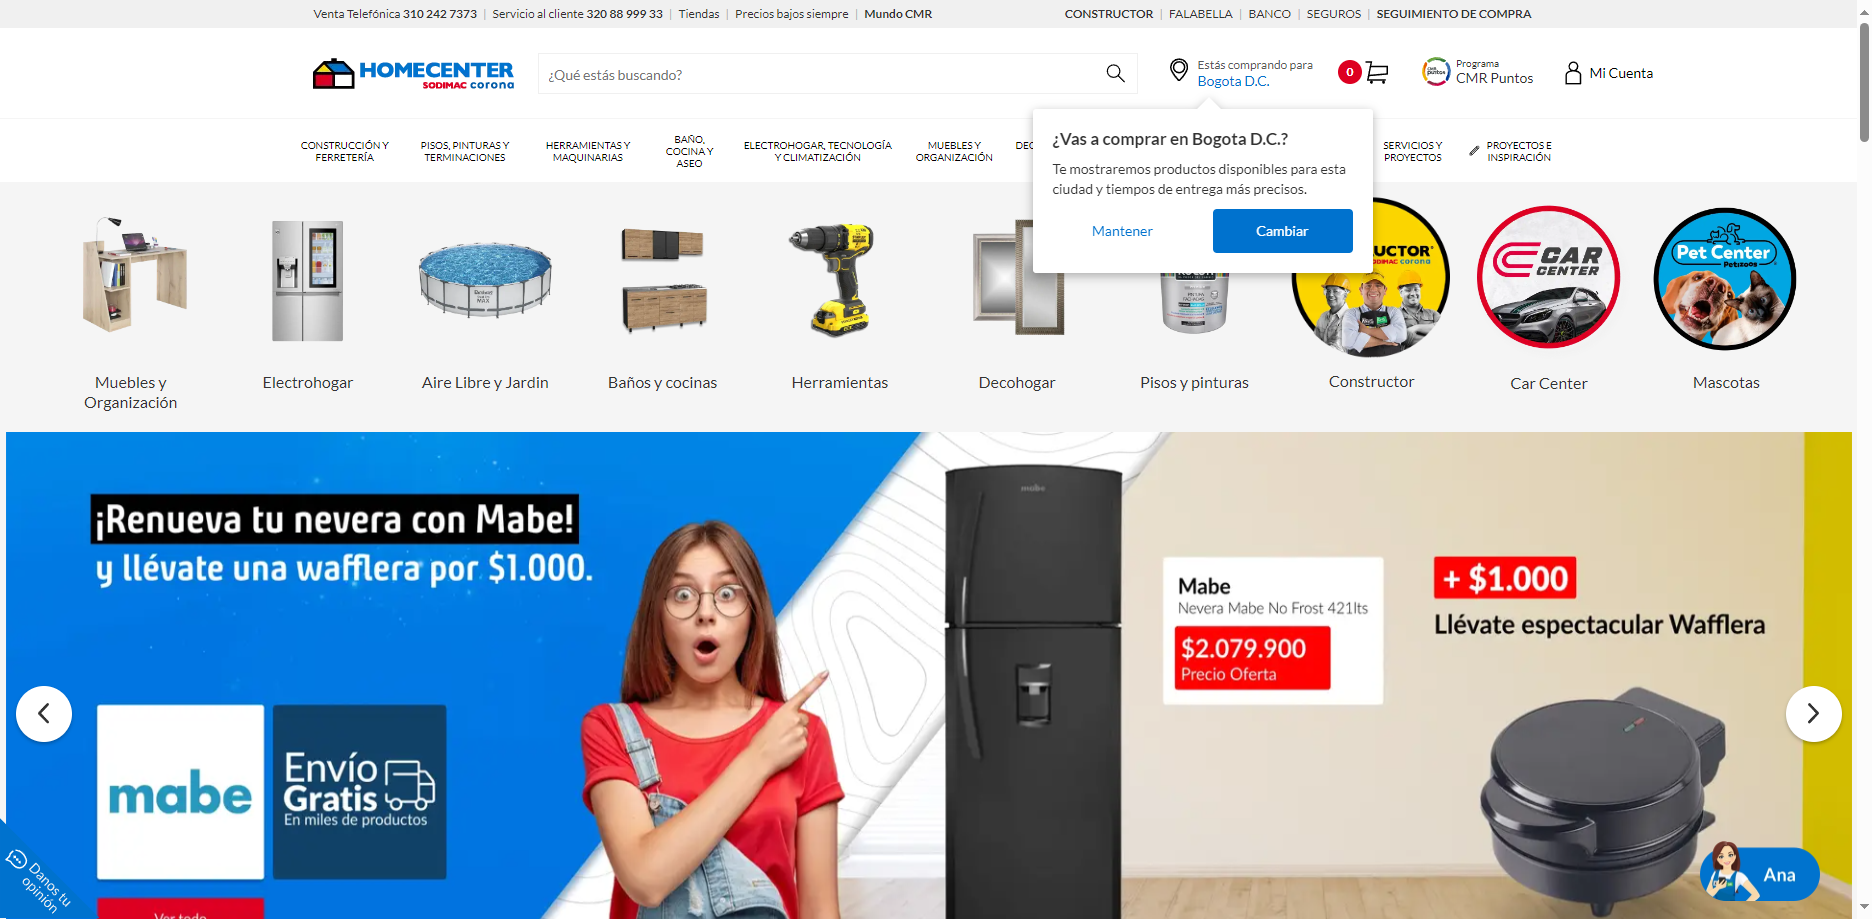 Venta Telefónica 310 242 7373 | Servicio al cliente 320 88 999 33 | Tiendas | Precios bajos siempre | Mundo CMR
CONSTRUCTOR | FALABELLA | BANCO | SEGUROS | SEGUIMIENTO DE COMPRA
HOMECENTER
SODIMAC corona
¿Qué estás buscando?
Estás comprando para
Bogota D.C.
0
CMR puntos
Programa
CMR Puntos
Mi Cuenta
CONSTRUCCIÓN Y
FERRETERÍA
PISOS, PINTURAS Y
TERMINACIONES
HERRAMIENTAS Y
MAQUINARIAS
BAÑO,
COCINA Y
ASEO
ELECTROHOGAR, TECNOLOGÍA
Y CLIMATIZACIÓN
MUEBLES Y
ORGANIZACIÓN
SERVICIOS Y
PROYECTOS
PROYECTOS E
INSPIRACIÓN
¿Vas a comprar en Bogota D.C.?
Te mostraremos productos disponibles para esta
ciudad y tiempos de entrega más precisos.
Mantener
Cambiar
UCTOR
SODIMAC corona
CAR
CENTER
Pet Center
Petizoos
Muebles y
Organización
Electrohogar
Aire Libre y Jardin
Baños y cocinas
Herramientas
Decohogar
Pisos y pinturas
Constructor
Car Center
Mascotas
¡Renueva tu nevera con Mabe!
y llévate una wafflera por $1.000.
mabe
Mabe
Nevera Mabe No Frost 421lts
$2.079.900
Precio Oferta
+ $1.000
Llévate espectacular Wafflera
mabe
Envío
Gratis
En miles de productos
Ver todo
Danos tu
opinión
Ana